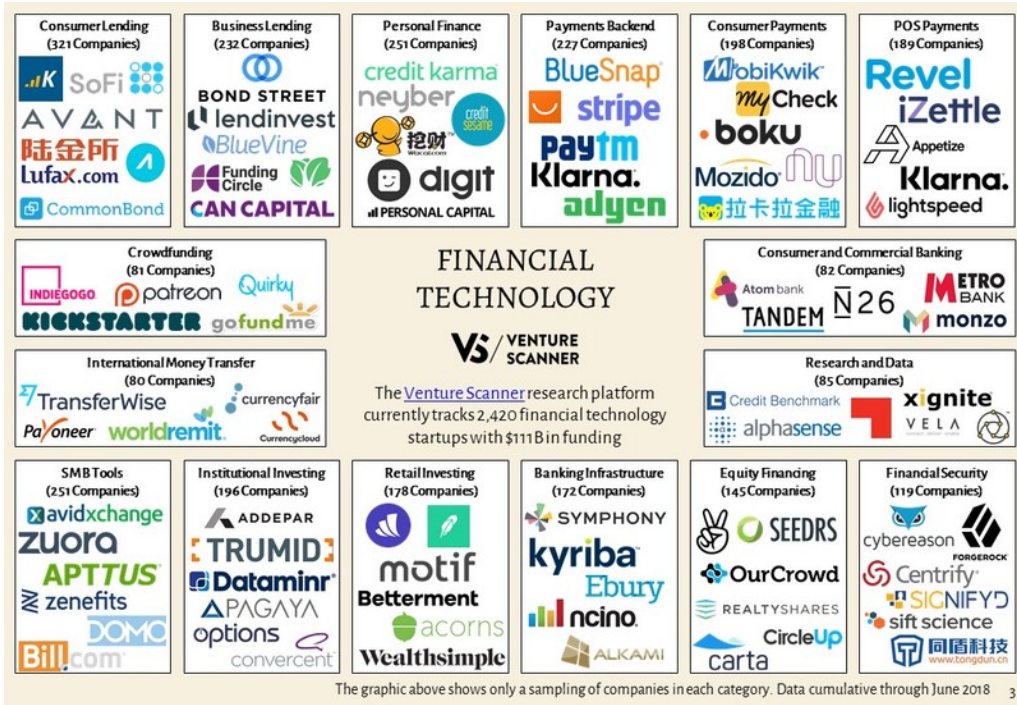 Consumer Lending
(321 Companies)
K
SoFi
AVANT
陆金所
Lufax.com
CommonBond
Business Lending
(232 Companies)
BOND STREET
lendinvest
BlueVine
Funding
Circle
CAN CAPITAL
Personal Finance
(251 Companies)
credit karma
neyber
credit
sesame
挖财
Wacai.com
digit
PERSONAL CAPITAL
Payments Backend
(227 Companies)
BlueSnap
stripe
paytm
Klarna.
adyen
Consumer Payments
(198 Companies)
MobiKwik
my Check
boku
Mozido
nu
拉卡拉金融
POS Payments
(189 Companies)
Revel
iZettle
Appetize
Klarna.
lightspeed
Crowdfunding
(81 Companies)
INDIEGOGO
patreon
Quirky
KICKSTARTER
gofundme
FINANCIAL
TECHNOLOGY
VS/ VENTURE
SCANNER
The Venture Scanner research platform
currently tracks 2,420 financial technology
startups with $111B in funding
Consumer and Commercial Banking
(82 Companies)
Atom bank
TANDEM
N26
METRO
BANK
monzo
International Money Transfer
(80 Companies)
TransferWise
currencyfair
Payoneer
worldremit
Currencycloud
Research and Data
(85 Companies)
Credit Benchmark
xignite
alphasense
VELA
SMB Tools
(251 Companies)
avidxchange
zuora
APTTUS
zenefits
DOMO
Bill.com
Institutional Investing
(196 Companies)
ADDEPAR
[TRUMID]
Dataminr
PAGAYA
options
convercent
Retail Investing
(178 Companies)
motif
Betterment
acorns
Wealthsimple
Banking Infrastructure
(172 Companies)
SYMPHONY
kyriba
Ebury
ncino
ALKAMI
Equity Financing
(145 Companies)
SEEDRS
OurCrowd
REALTYSHARES
CircleUp
carta
Financial Security
(119 Companies)
cybereason
FORGEROCK
Centrify
SIGNIFYD
sift science
同盾科技
www.tongdun.cn
The graphic above shows only a sampling of companies in each category. Data cumulative through June 2018
3